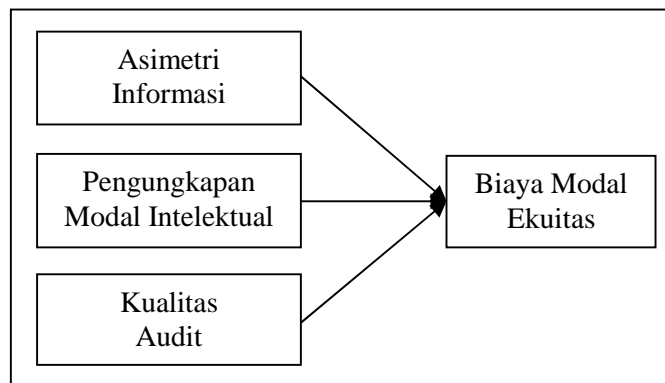 Asimetri
Informasi
Pengungkapan
Modal Intelektual
Biaya Modal
Ekuitas
Kualitas
Audit